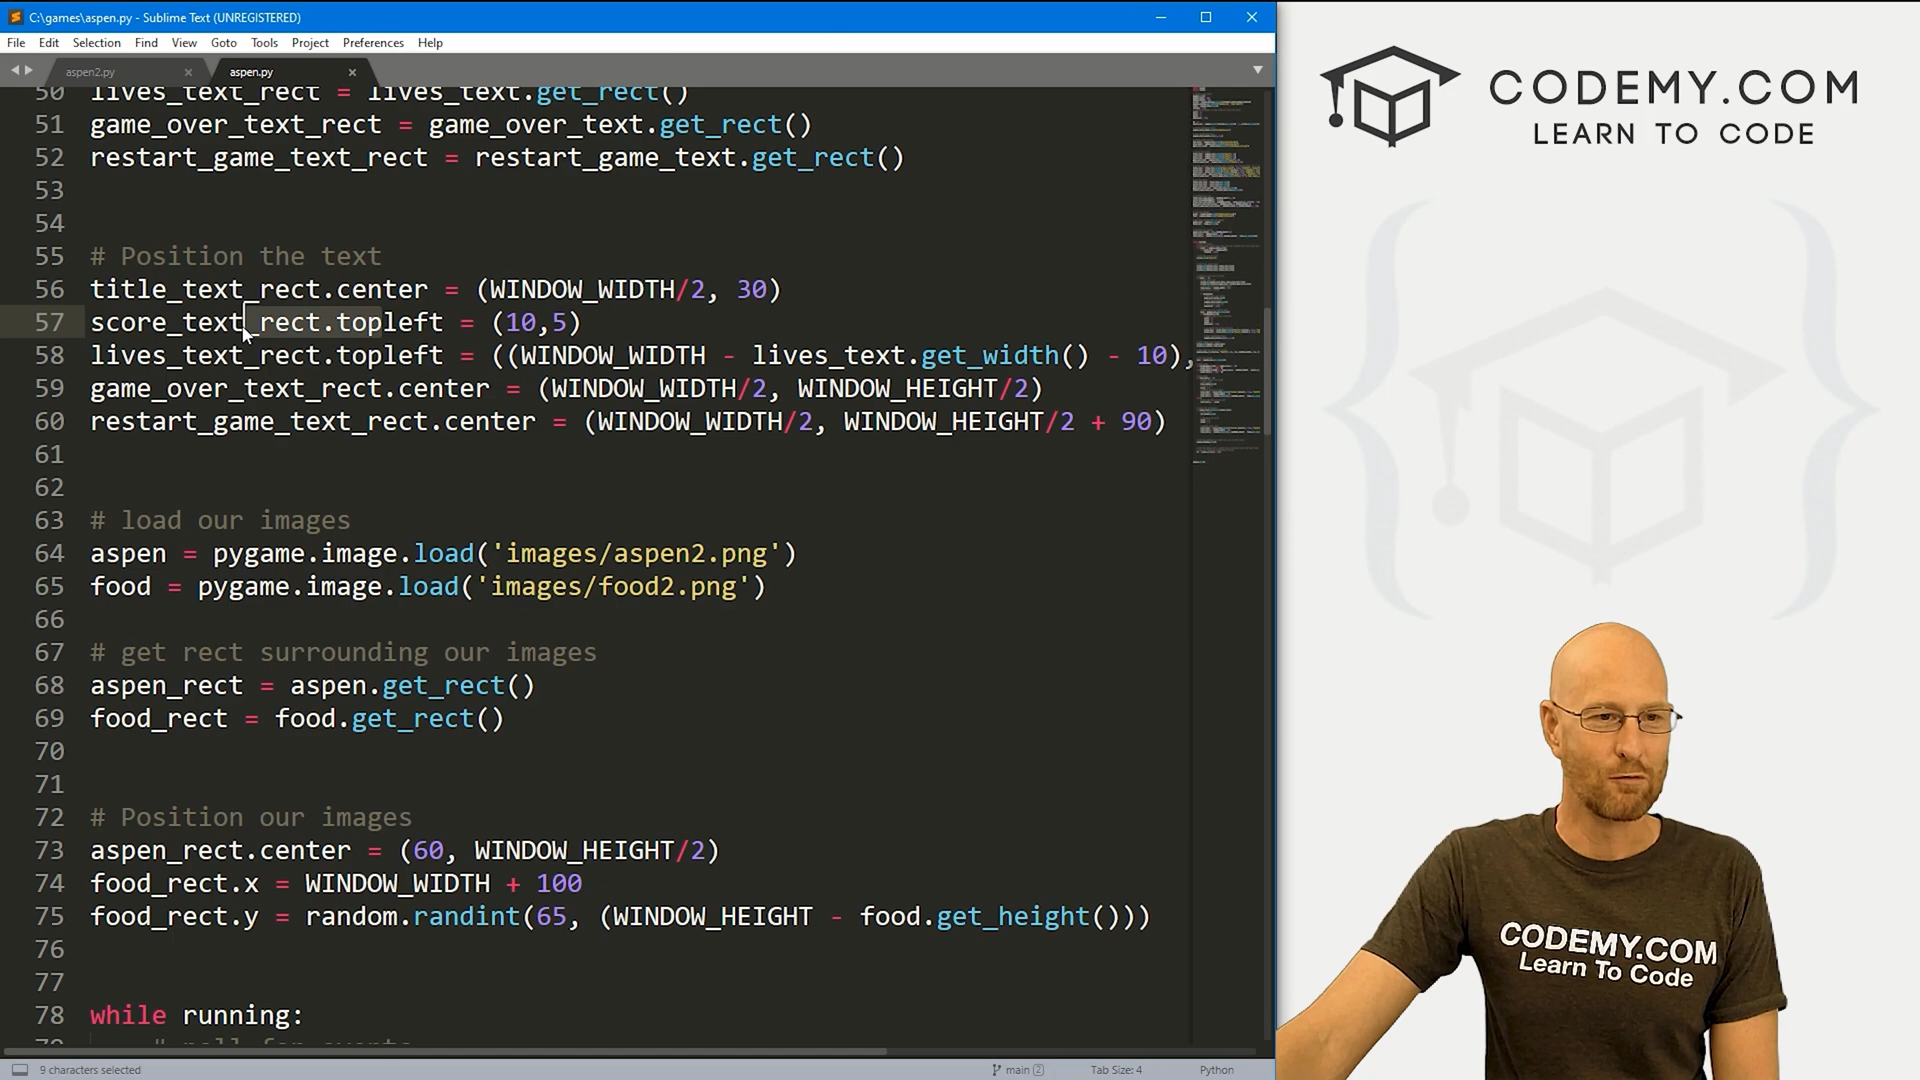 C:\games\aspen.py - Sublime Text (UNREGISTERED)
File Edit Selection Find View Goto Tools Project Preferences Help
aspen2.py aspen.py
50 lives_text_rect = lives_text.get_rect()
51 game_over_text_rect = game_over_text.get_rect()
52 restart_game_text_rect = restart_game_text.get_rect()
53
54
55 # Position the text
56 title_text_rect.center = (WINDOW_WIDTH/2, 30)
57 score_text_rect.topleft = (10,5)
58 lives_text_rect.topleft = ((WINDOW_WIDTH - lives_text.get_width() - 10),
59 game_over_text_rect.center = (WINDOW_WIDTH/2, WINDOW_HEIGHT/2)
60 restart_game_text_rect.center = (WINDOW_WIDTH/2, WINDOW_HEIGHT/2 + 90)
61
62
63 # load our images
64 aspen = pygame.image.load('images/aspen2.png')
65 food = pygame.image.load('images/food2.png')
66
67 # get rect surrounding our images
68 aspen_rect = aspen.get_rect()
69 food_rect = food.get_rect()
70
71
72 # Position our images
73 aspen_rect.center = (60, WINDOW_HEIGHT/2)
74 food_rect.x = WINDOW_WIDTH + 100
75 food_rect.y = random.randint(65, (WINDOW_HEIGHT - food.get_height()))
76
77
78 while running:
9 characters selected main 2 Tab Size: 4 Python
CODEMY.COM
LEARN TO CODE
CODEMY.COM
Learn To Code